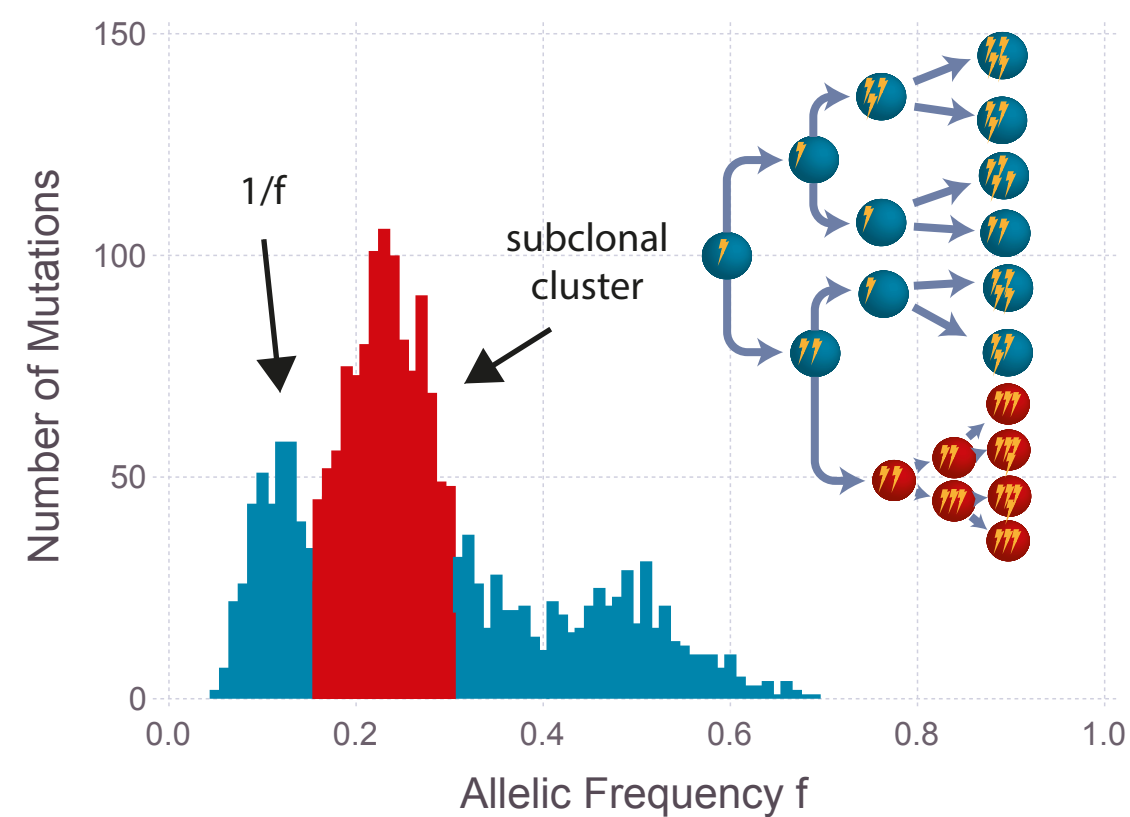 150
1/f
subclonal
cluster
100
50
0
0.0 0.2 0.4 0.6 0.8 1.0
Number of Mutations
Allelic Frequency f